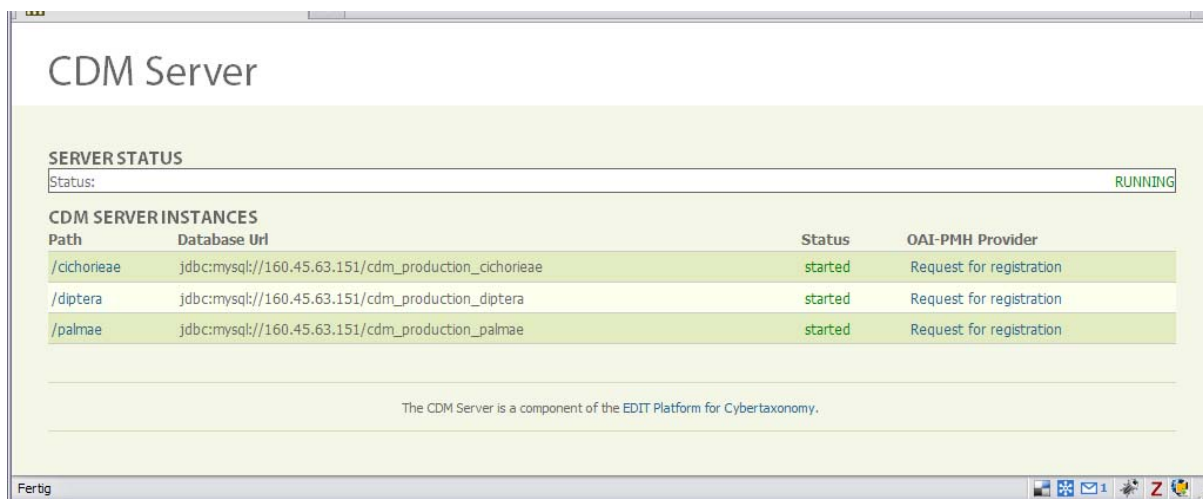 CDM Server
SERVER STATUS
Status: RUNNING
CDM SERVER INSTANCES
Path Database Url Status OAI-PMH Provider
/cichorieae jdbc:mysql://160.45.63.151/cdm_production_cichorieae started Request for registration
/diptera jdbc:mysql://160.45.63.151/cdm_production_diptera started Request for registration
/palmae jdbc:mysql://160.45.63.151/cdm_production_palmae started Request for registration
The CDM Server is a component of the EDIT Platform for Cybertaxonomy.
Fertig 1 Z